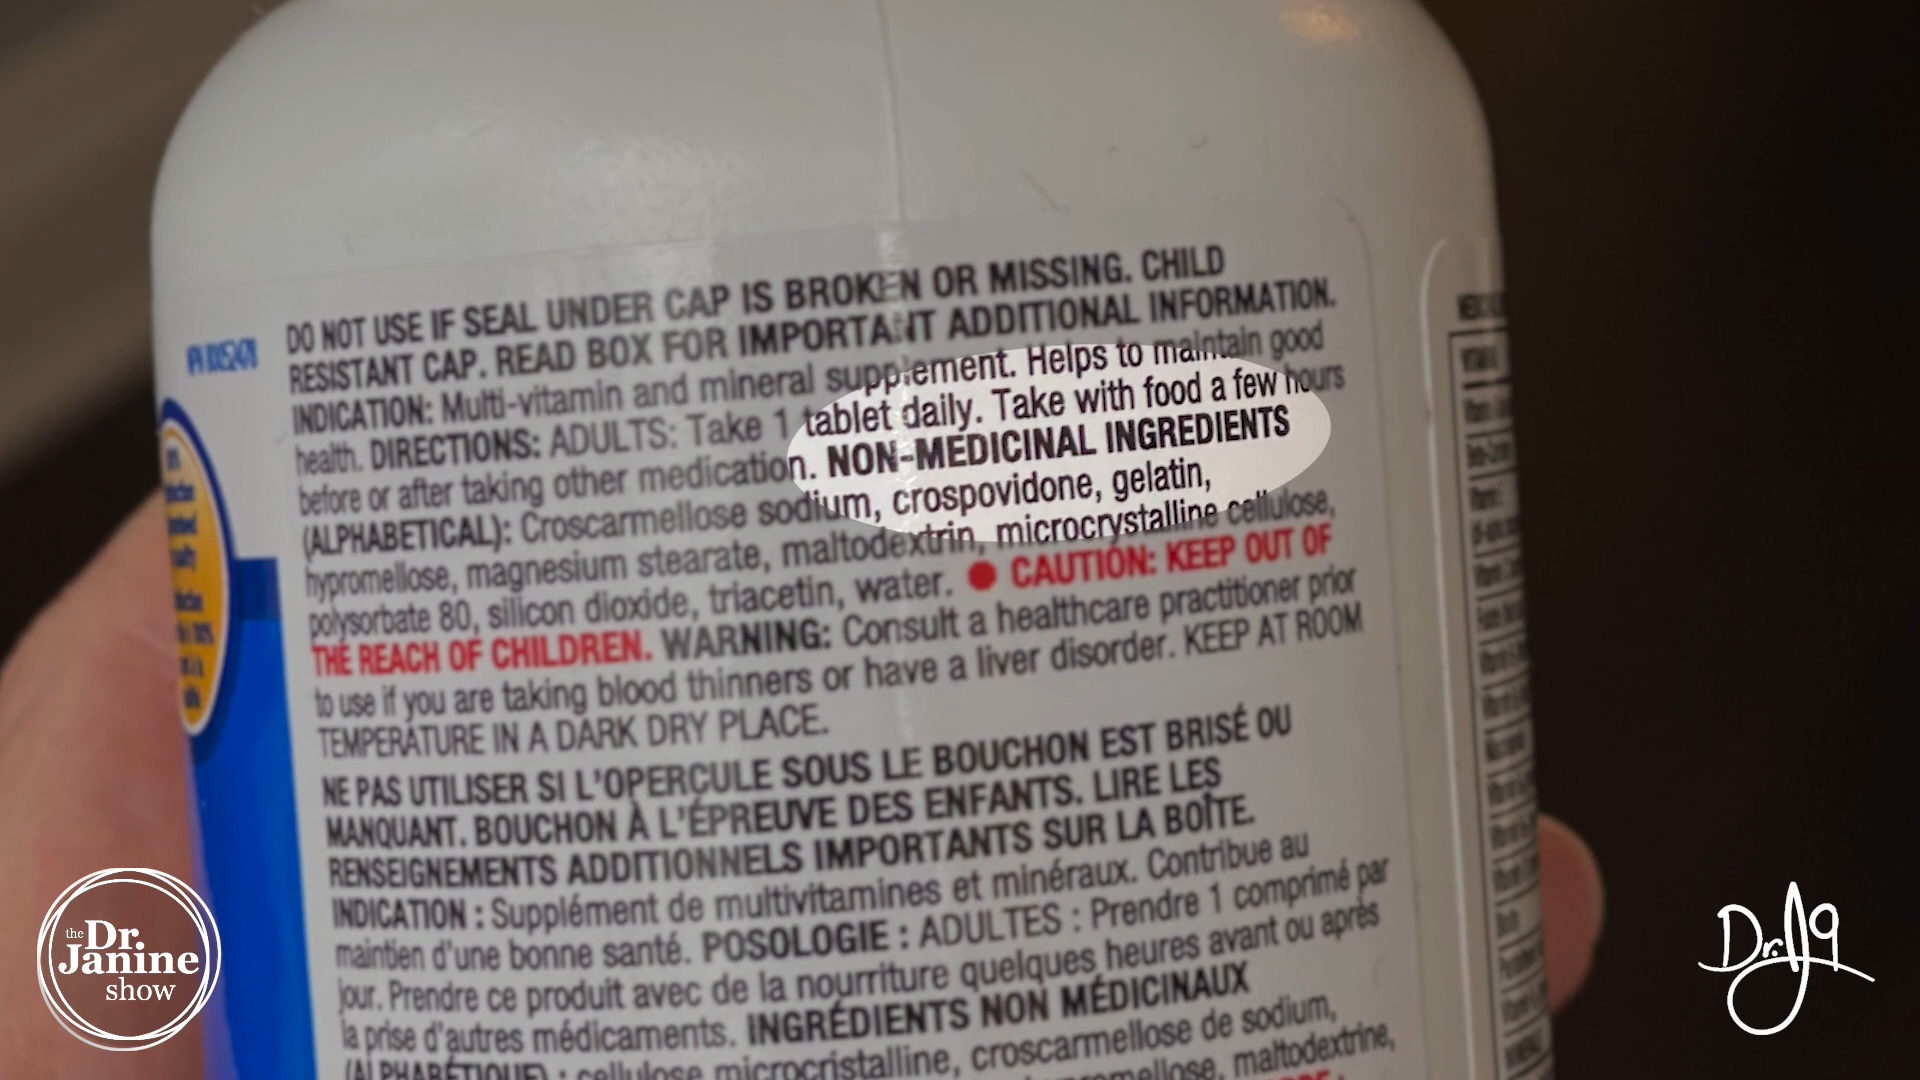 DO NOT USE IF SEAL UNDER CAP IS BROKEN OR MISSING. CHILD
RESISTANT CAP. READ BOX FOR IMPORTANT ADDITIONAL INFORMATION.
INDICATION: Multi-vitamin and mineral supplement. Helps to maintain good
health. DIRECTIONS: ADULTS: Take 1 tablet daily. Take with food a few hours
before or after taking other medication. NON-MEDICINAL INGREDIENTS
(ALPHABETICAL): Croscarmellose sodium, crospovidone, gelatin,
hypromellose, magnesium stearate, maltodextrin, microcrystalline cellulose,
polysorbate 80, silicon dioxide, triacetin, water. ● CAUTION: KEEP OUT OF
THE REACH OF CHILDREN. WARNING: Consult a healthcare practitioner prior
to use if you are taking blood thinners or have a liver disorder. KEEP AT ROOM
TEMPERATURE IN A DARK DRY PLACE.
NE PAS UTILISER SI L'OPERCULE SOUS LE BOUCHON EST BRISÉ OU
MANQUANT. BOUCHON À L'ÉPREUVE DES ENFANTS. LIRE LES
RENSEIGNEMENTS ADDITIONNELS IMPORTANTS SUR LA BOÎTE.
INDICATION : Supplément de multivitamines et minéraux. Contribue au
maintien d'une bonne santé. POSOLOGIE : ADULTES : Prendre 1 comprimé par
jour. Prendre ce produit avec de la nourriture quelques heures avant ou après
la prise d'autres médicaments. INGRÉDIENTS NON MÉDICINAUX
(ALPHABÉTIQUE) : cellulose microcristalline, croscarmellose de sodium,
maltodextrine,
the
Dr.
Janine
show